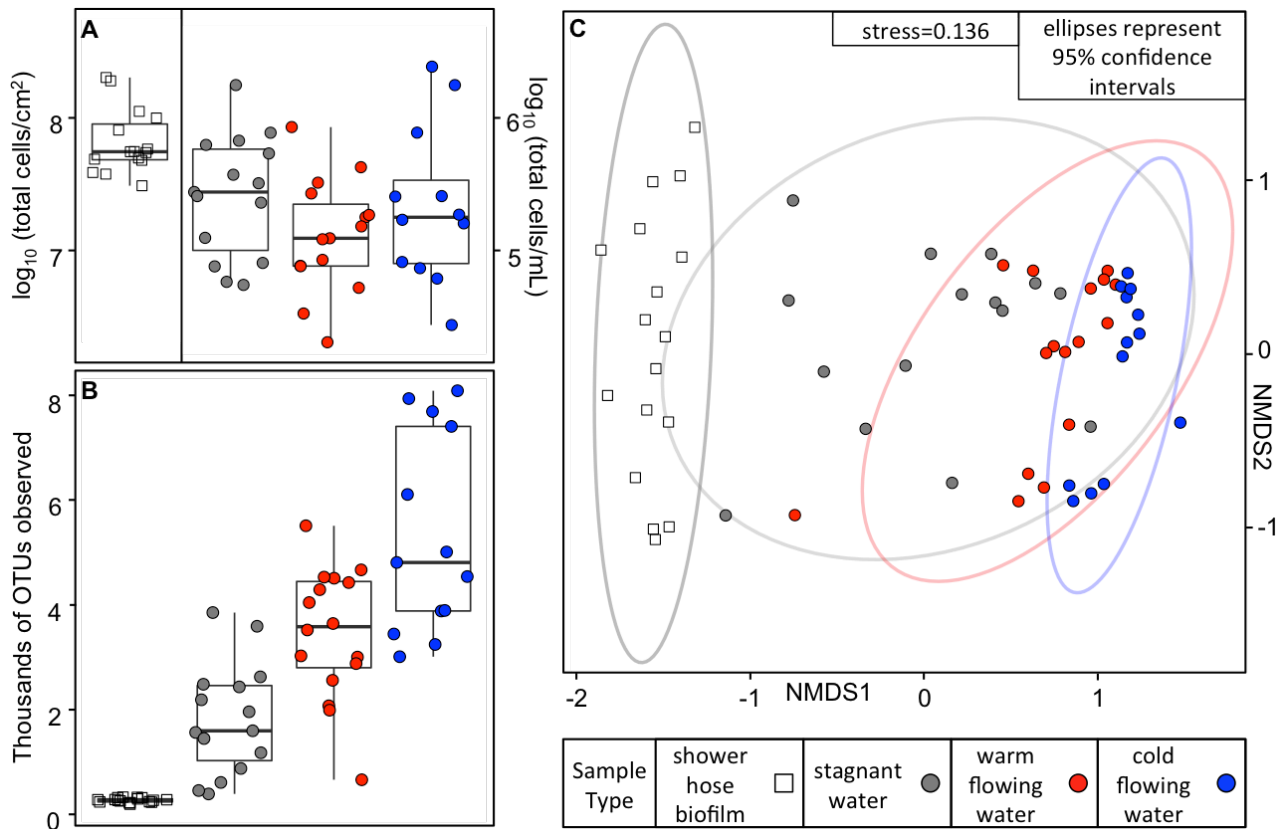 A
log10 (total cells/cm2)
8
7
log10 (total cells/mL)
6
5
B
Thousands of OTUs observed
8
6
4
2
0
C
stress=0.136
ellipses represent
95% confidence
intervals
1
0
-1
NMDS2
-2
-1
0
1
NMDS1
Sample
Type
shower
hose
biofilm
stagnant
water
warm
flowing
water
cold
flowing
water